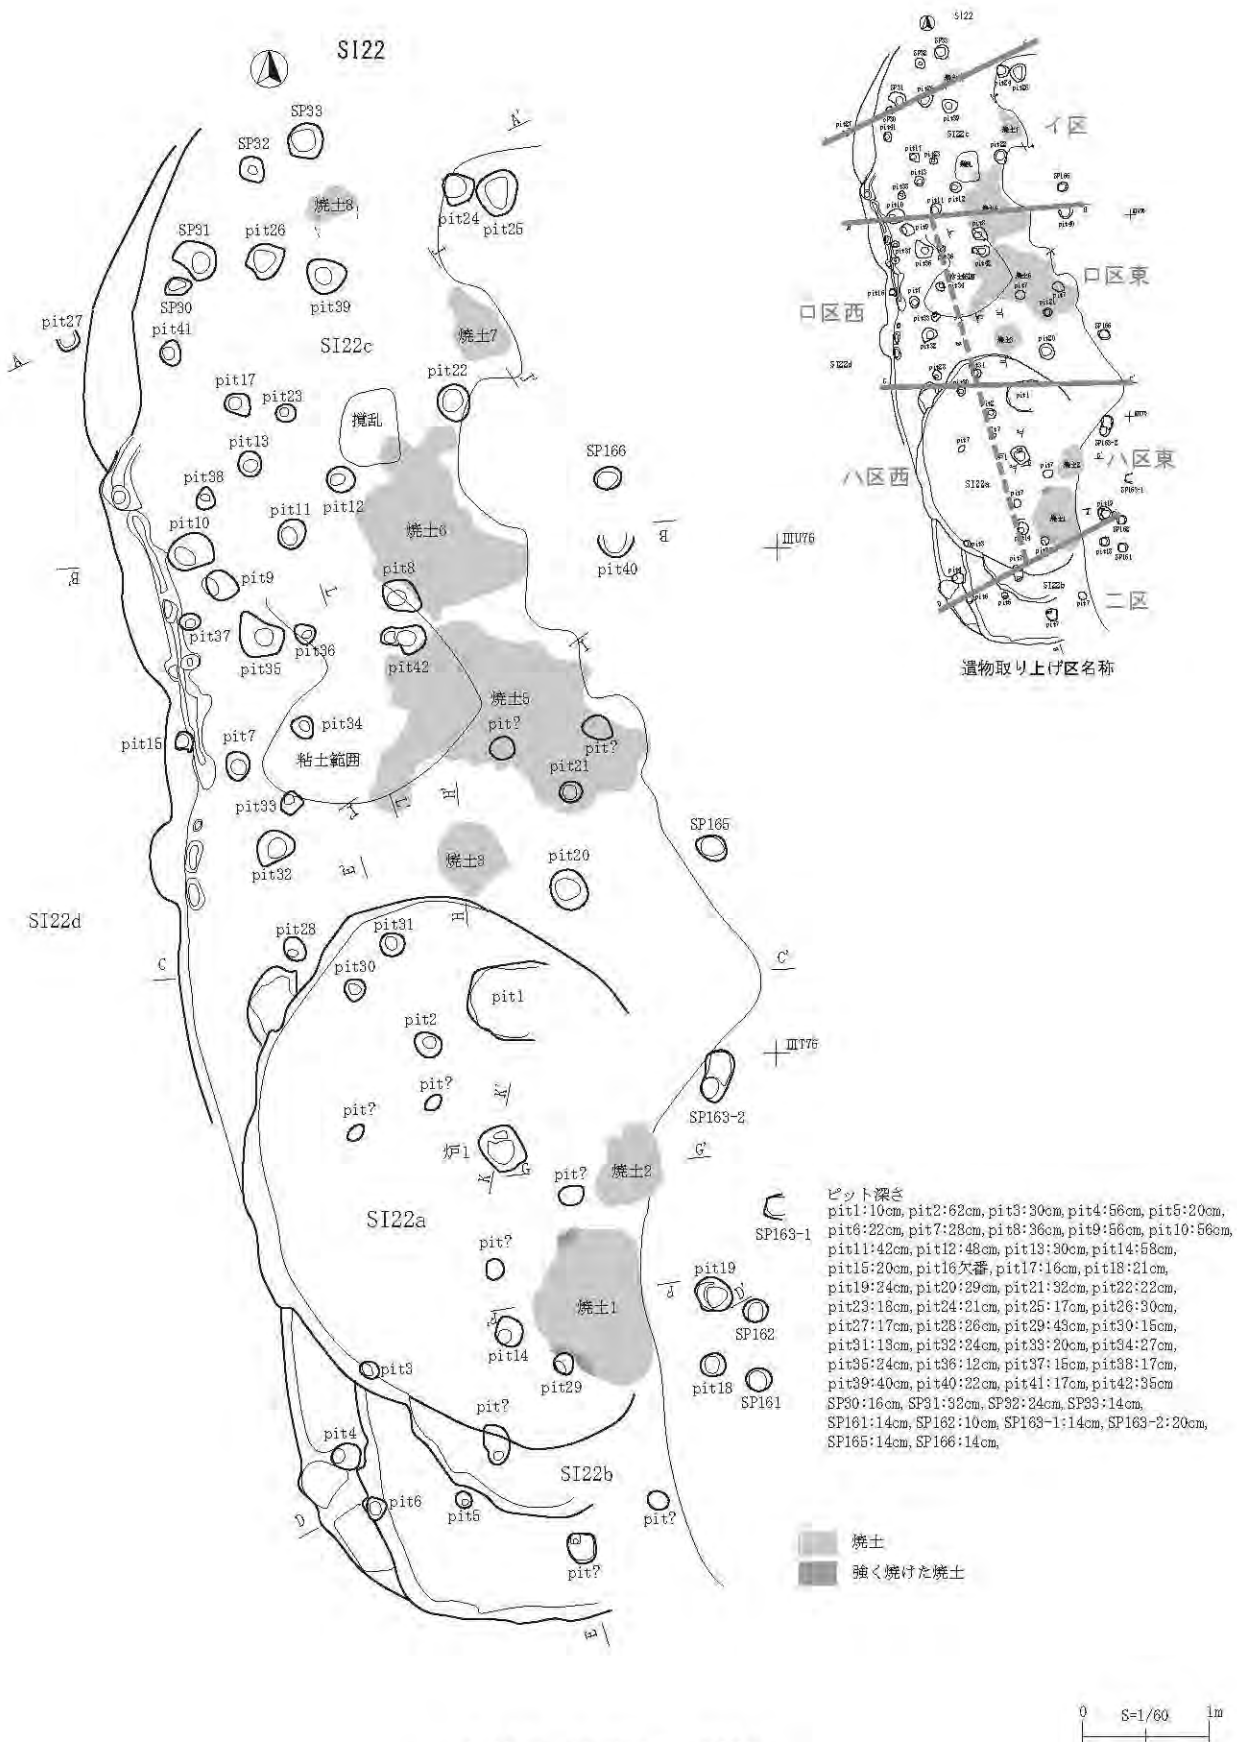 SI22
SP33
SP32
A'
焼土8
pit24
pit25
SP31
pit26
SP30
pit39
pit27
A
pit41
SI22c
焼土7
pit22
pit17
pit23
撹乱
pit13
SP166
pit38
pit12
pit10
pit11
焼土6
B
ⅢU76
B'
pit9
pit8
pit40
pit37
pit35
pit36
pit42
焼土5
pit15
pit7
pit34
pit?
pit?
粘土範囲
pit21
pit33
L'
H'
SP165
pit32
E'
焼土3
pit20
H
SI22d
pit28
pit31
C
C'
pit30
pit1
pit2
ⅢT76
pit?
K'
SP163-2
pit?
炉1
G'
K
G
pit?
焼土2
SI22a
SP163-1
pit?
pit19
焼土1
D'
SP162
pit14
pit3
pit29
pit18
SP161
pit?
pit4
SI22b
D
pit6
pit5
pit?
pit?
E
SI22
イ区
ロ区東
ロ区西
ハ区西
ハ区東
ニ区
遺物取り上げ区名称
ピット深さ
pit1:10cm, pit2:62cm, pit3:30cm, pit4:56cm, pit5:20cm,
pit6:22cm, pit7:28cm, pit8:36cm, pit9:56cm, pit10:56cm,
pit11:42cm, pit12:48cm, pit13:30cm, pit14:58cm,
pit15:20cm, pit16欠番, pit17:16cm, pit18:21cm,
pit19:24cm, pit20:29cm, pit21:32cm, pit22:22cm,
pit23:18cm, pit24:21cm, pit25:17cm, pit26:30cm,
pit27:17cm, pit28:26cm, pit29:43cm, pit30:15cm,
pit31:13cm, pit32:24cm, pit33:20cm, pit34:27cm,
pit35:24cm, pit36:12cm, pit37:15cm, pit38:17cm,
pit39:40cm, pit40:22cm, pit41:17cm, pit42:35cm
SP30:16cm, SP31:32cm, SP32:24cm, SP33:14cm,
SP161:14cm, SP162:10cm, SP163-1:14cm, SP163-2:20cm,
SP165:14cm, SP166:14cm,
焼土
強く焼けた焼土
0 S=1/60 1m